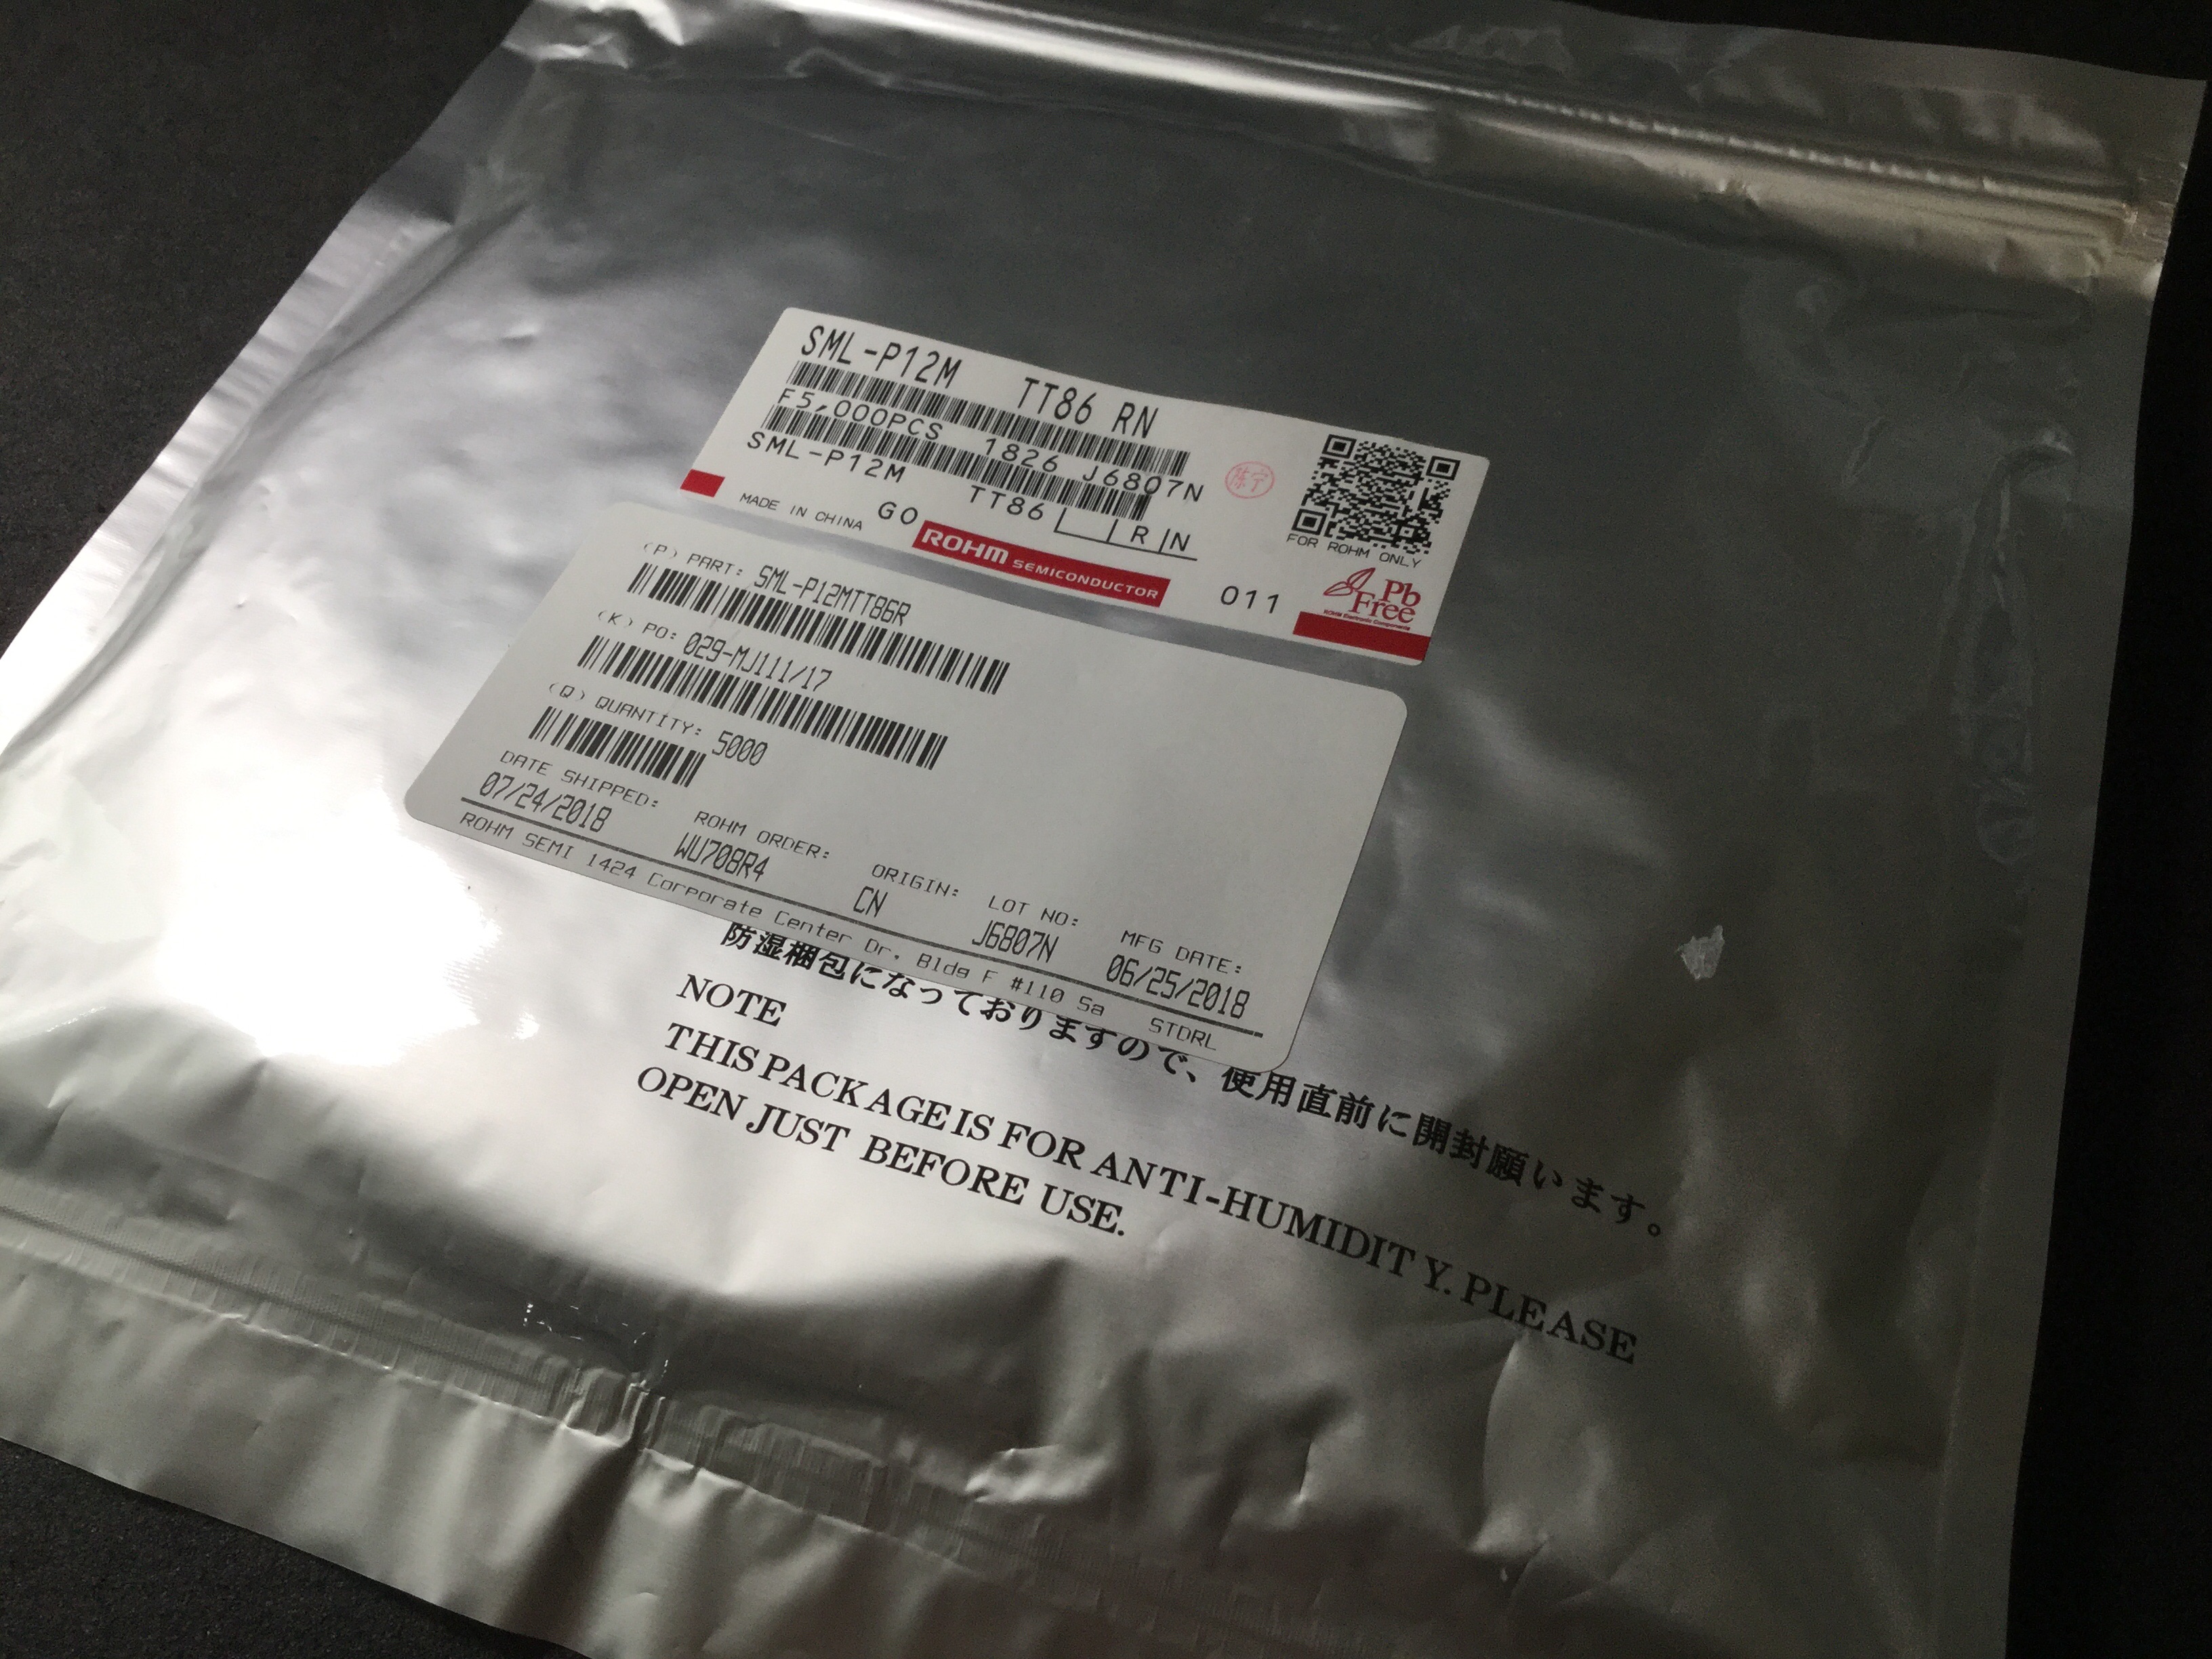 SML-P12M TT86 RN
F5,000PCS 1826 J6807N
陈宁
SML-P12M TT86 R N
MADE IN CHINA GO
ROHM SEMICONDUCTOR
011
FOR ROHM ONLY
Pb
Free
ROHM Electronic Components
(P) PART: SML-P12MTT86R
(K) PO: 029-MJ111/17
(Q) QUANTITY: 5000
DATE SHIPPED: ROHM ORDER: ORIGIN: LOT NO: MFG DATE:
07/24/2018 WU708R4 CN J6807N 06/25/2018
ROHM SEMI 1424 Corporate Center Dr, Bldg F #110 Sa STDRL
防湿梱包になっておりますので、使用直前に開封願います。
NOTE
THIS PACKAGE IS FOR ANTI-HUMIDITY. PLEASE
OPEN JUST BEFORE USE.